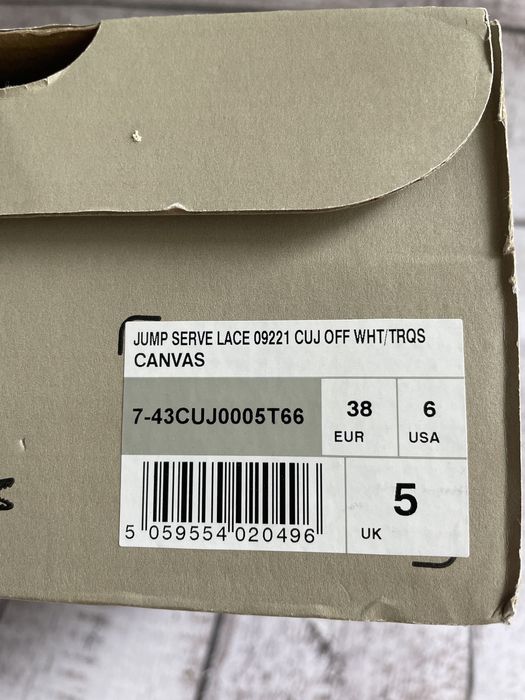 JUMP SERVE LACE 09221 CUJ OFF WHT/TRQS
CANVAS
7-43CUJ0005T66
38
EUR
6
USA
5 059554 020496
5
UK